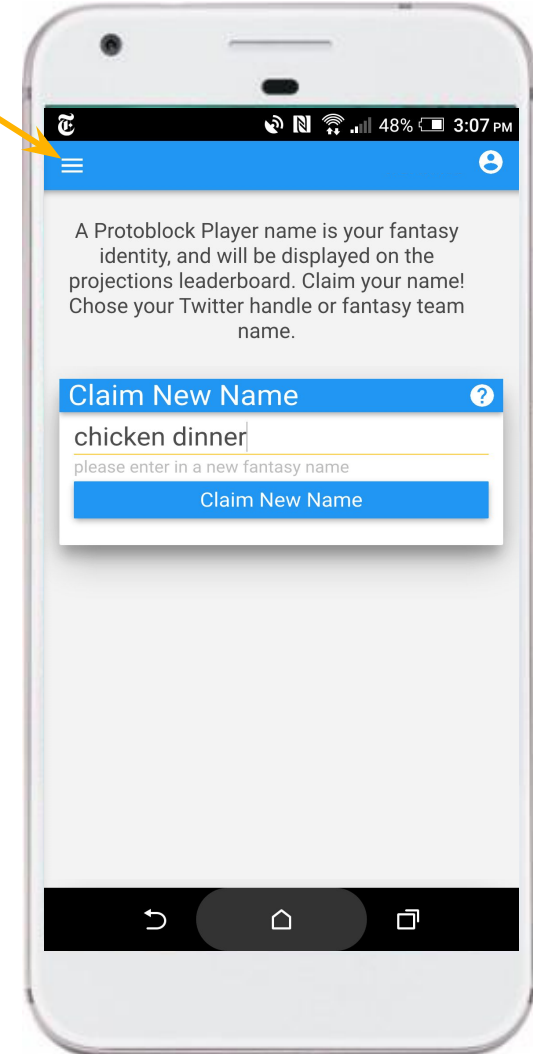 48% 3:07 PM
A Protoblock Player name is your fantasy
identity, and will be displayed on the
projections leaderboard. Claim your name!
Chose your Twitter handle or fantasy team
name.
Claim New Name ?
chicken dinner
please enter in a new fantasy name
Claim New Name